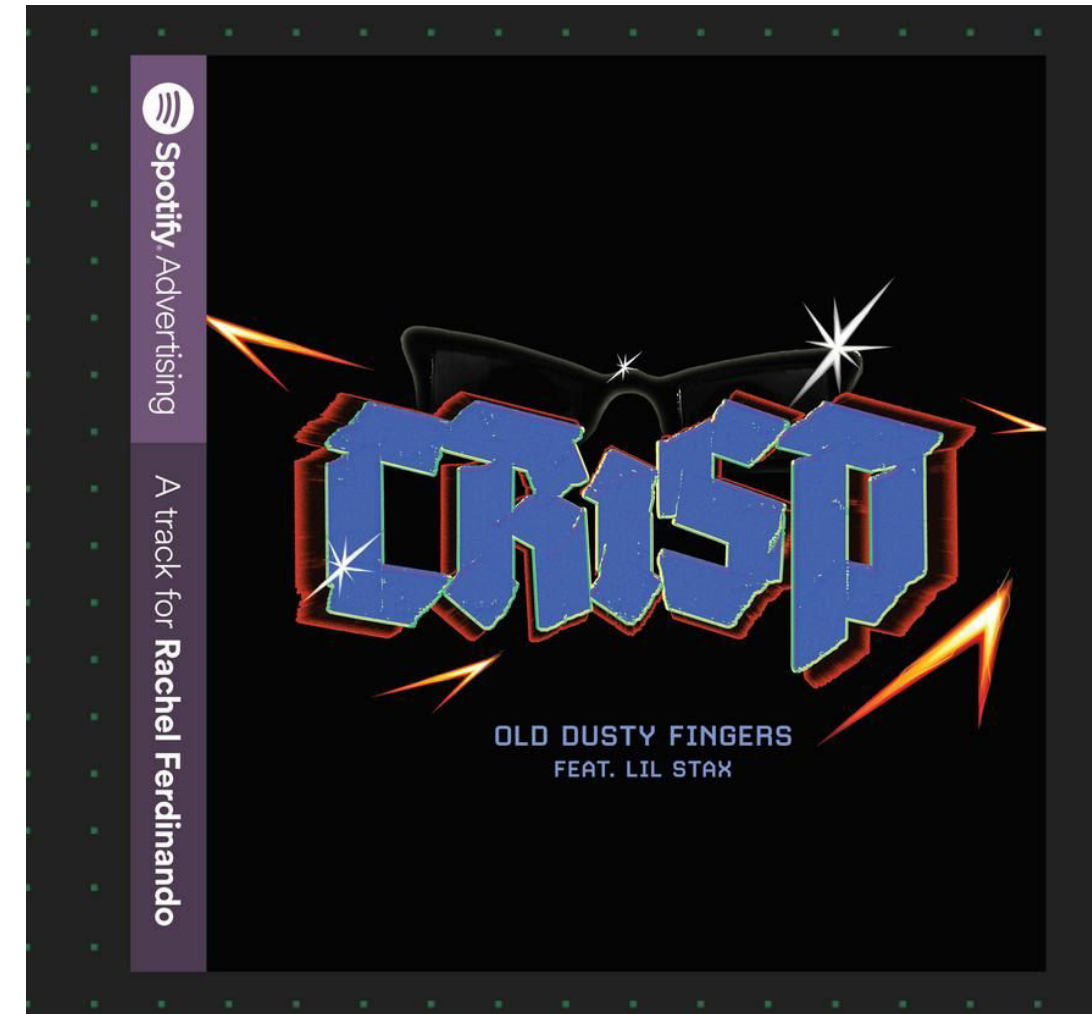 Spotify® Advertising
A track for Rachel Ferdinando
CRiSP
OLD DUSTY FINGERS
FEAT. LIL STAX